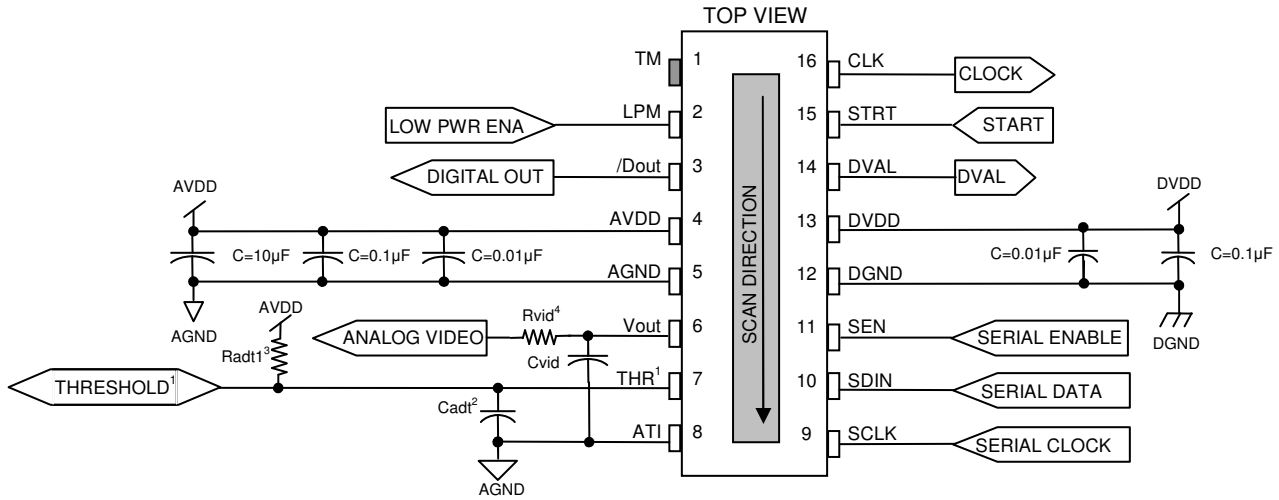 TOP VIEW
TM 1
16 CLK CLOCK
LOW PWR ENA LPM 2
15 STRT START
DIGITAL OUT /Dout 3
14 DVAL DVAL
AVDD
AVDD 4
13 DVDD
DVDD
C=10µF C=0.1µF C=0.01µF
C=0.01µF C=0.1µF
AGND 5
12 DGND
AGND
DGND
SCAN DIRECTION
AVDD
Radt1³
ANALOG VIDEO Rvid⁴ Vout 6
Cvid
11 SEN SERIAL ENABLE
THRESHOLD¹ THR¹ 7
10 SDIN SERIAL DATA
Cadt²
ATI 8
9 SCLK SERIAL CLOCK
AGND